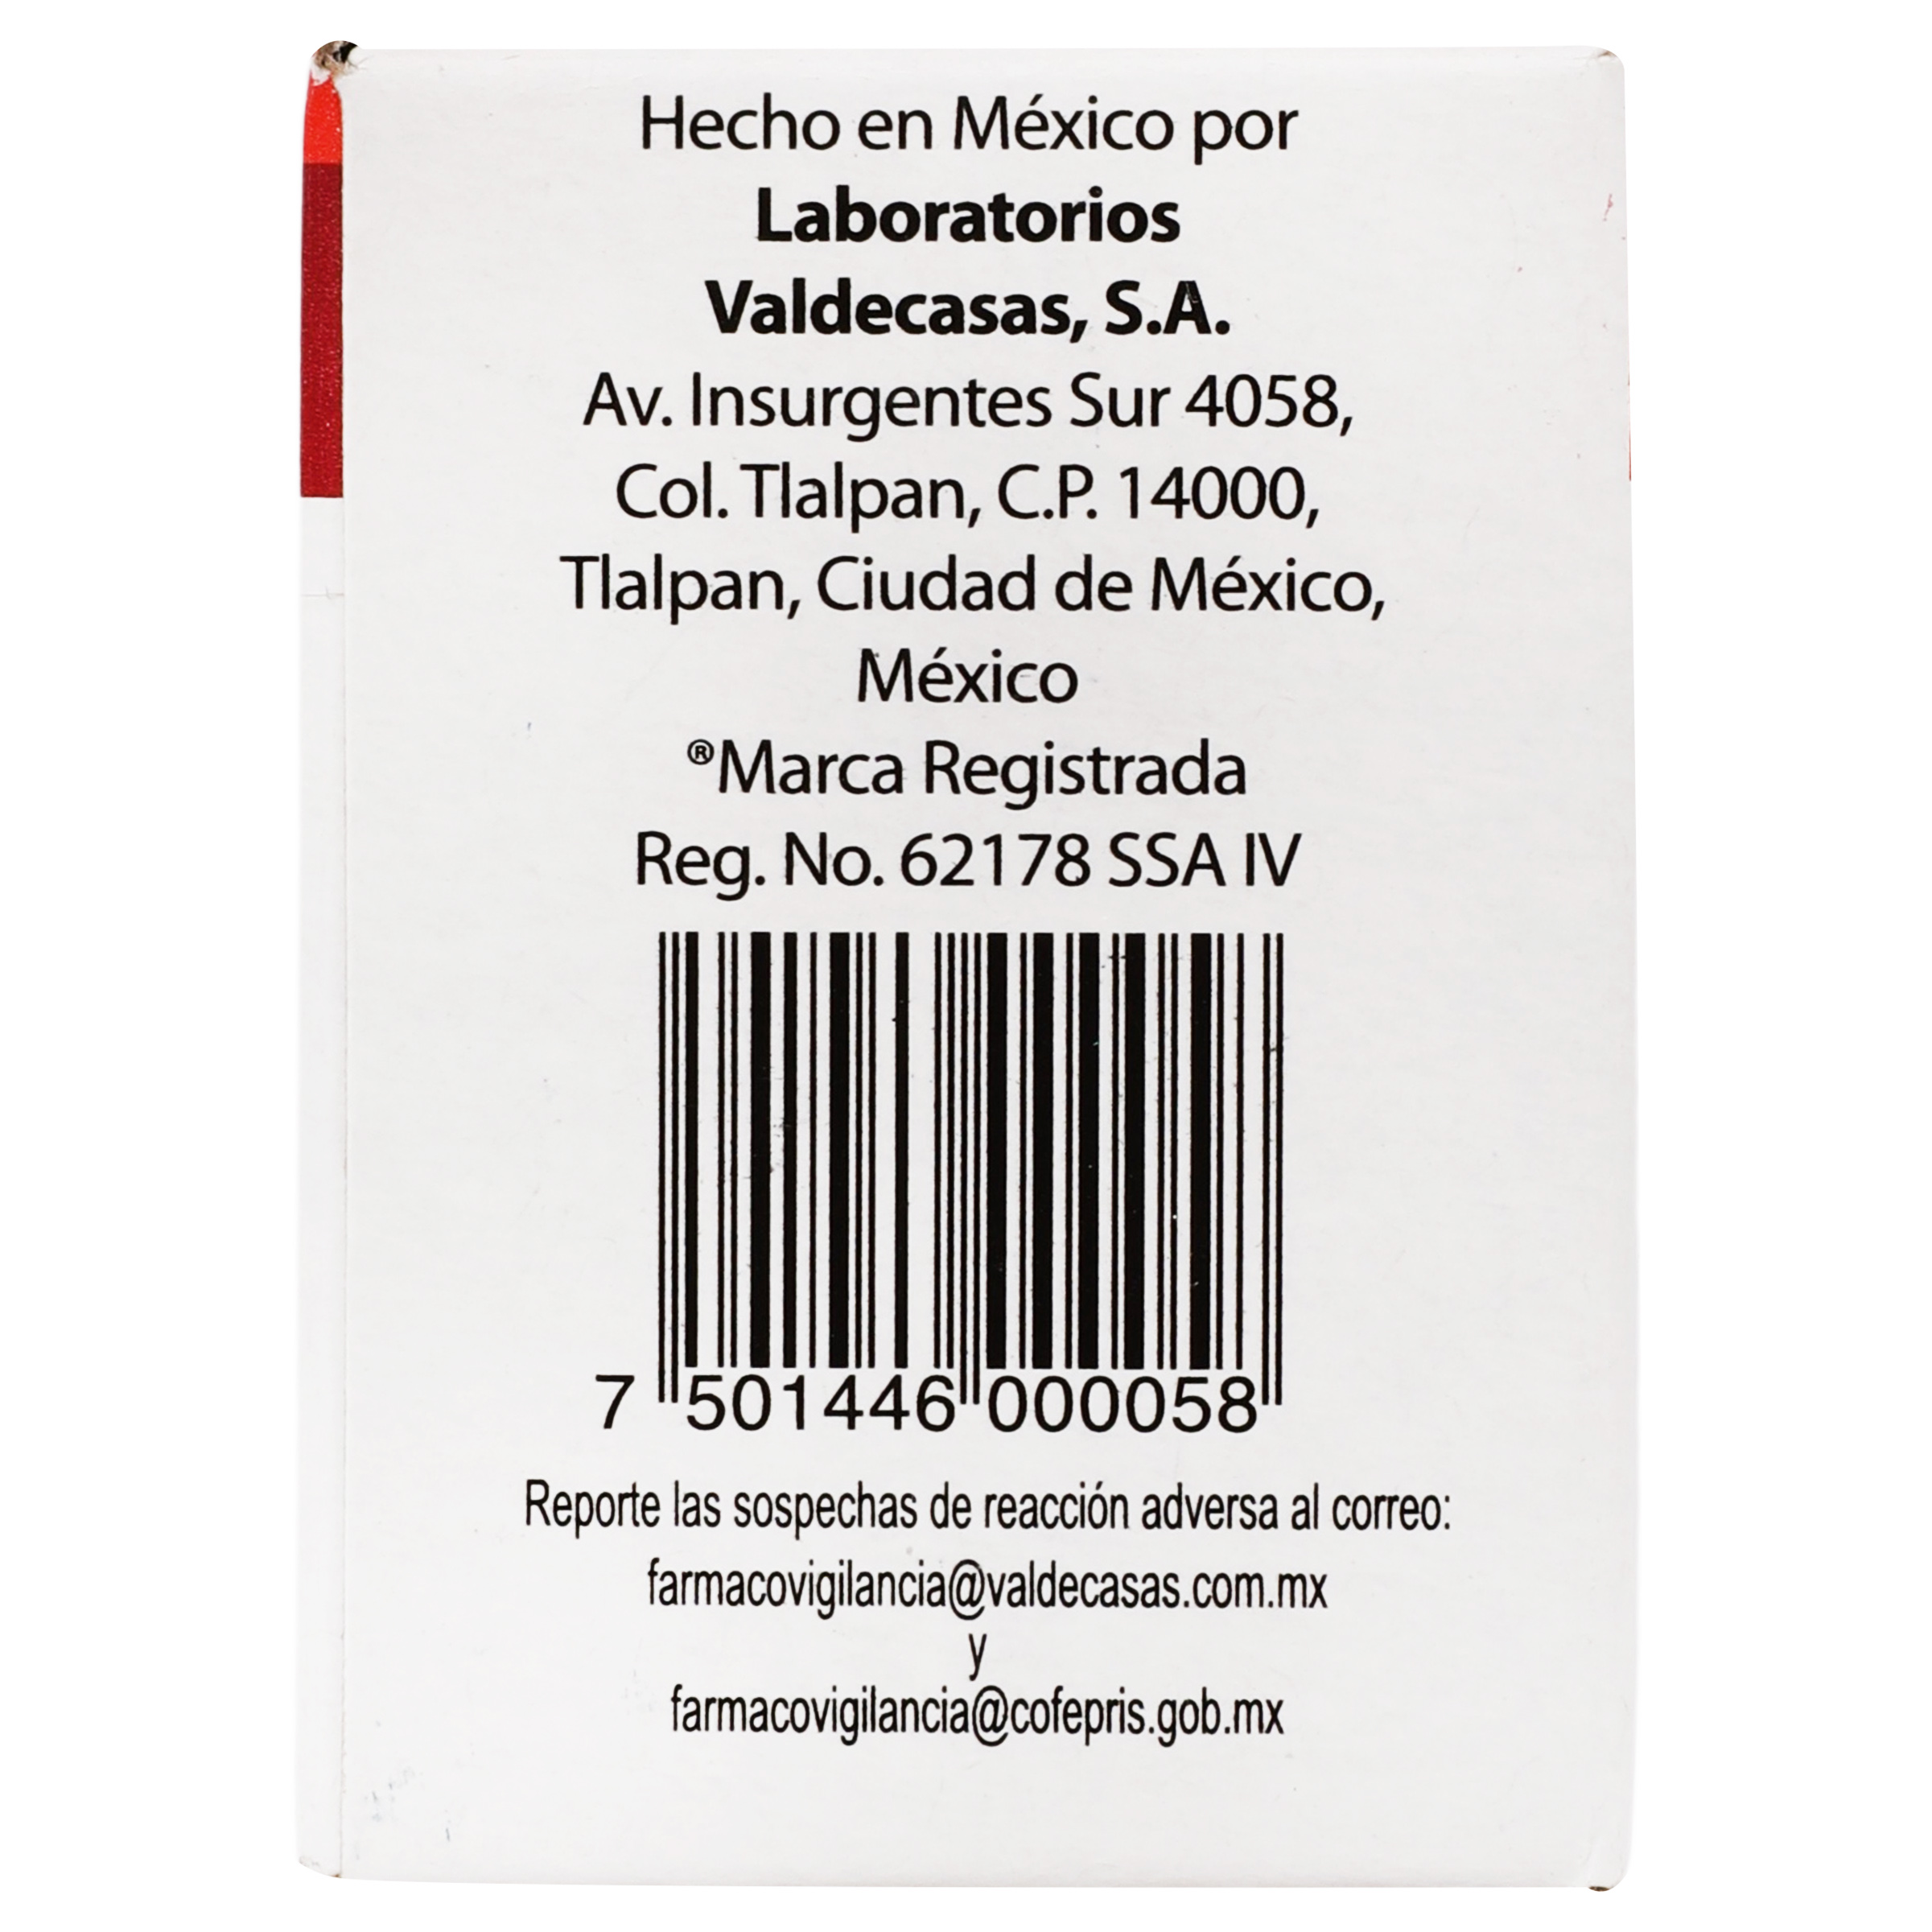 Hecho en México por
Laboratorios
Valdecasas, S.A.
Av. Insurgentes Sur 4058,
Col. Tlalpan, C.P. 14000,
Tlalpan, Ciudad de México,
México
®Marca Registrada
Reg. No. 62178 SSA IV
7 501446 000058
Reporte las sospechas de reacción adversa al correo:
farmacovigilancia@valdecasas.com.mx
y
farmacovigilancia@cofepris.gob.mx